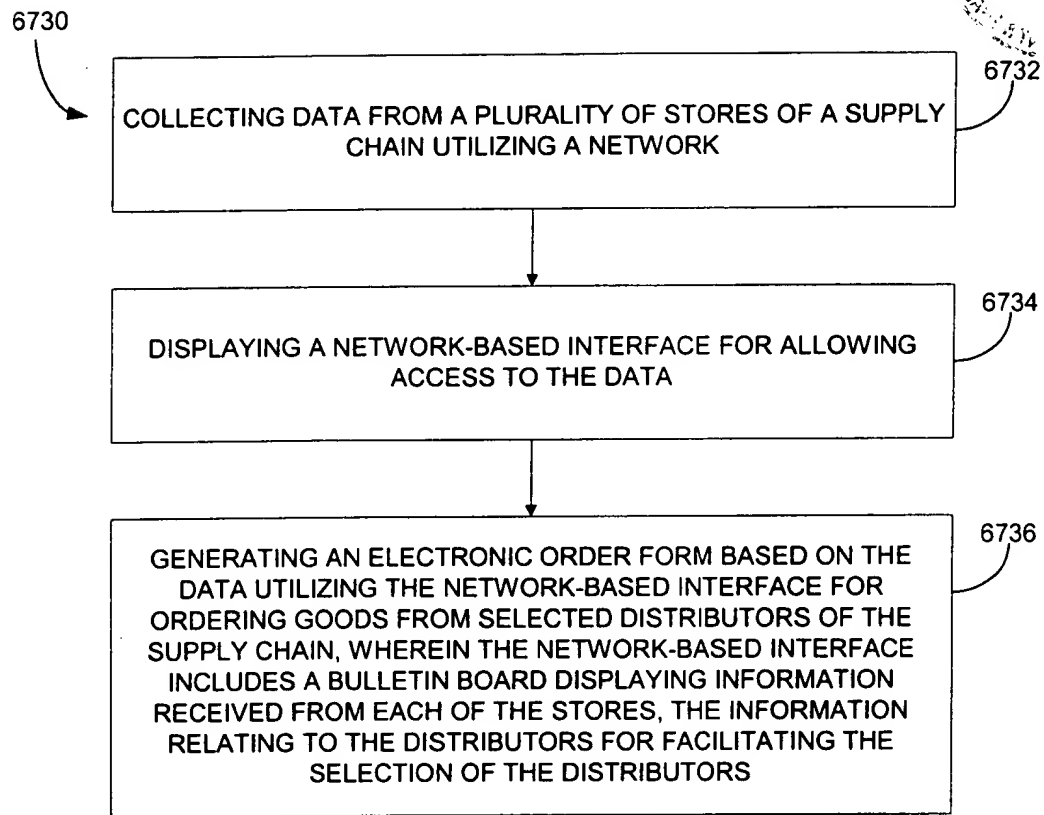 6730
6732
COLLECTING DATA FROM A PLURALITY OF STORES OF A SUPPLY
CHAIN UTILIZING A NETWORK
6734
DISPLAYING A NETWORK-BASED INTERFACE FOR ALLOWING
ACCESS TO THE DATA
6736
GENERATING AN ELECTRONIC ORDER FORM BASED ON THE
DATA UTILIZING THE NETWORK-BASED INTERFACE FOR
ORDERING GOODS FROM SELECTED DISTRIBUTORS OF THE
SUPPLY CHAIN, WHEREIN THE NETWORK-BASED INTERFACE
INCLUDES A BULLETIN BOARD DISPLAYING INFORMATION
RECEIVED FROM EACH OF THE STORES, THE INFORMATION
RELATING TO THE DISTRIBUTORS FOR FACILITATING THE
SELECTION OF THE DISTRIBUTORS